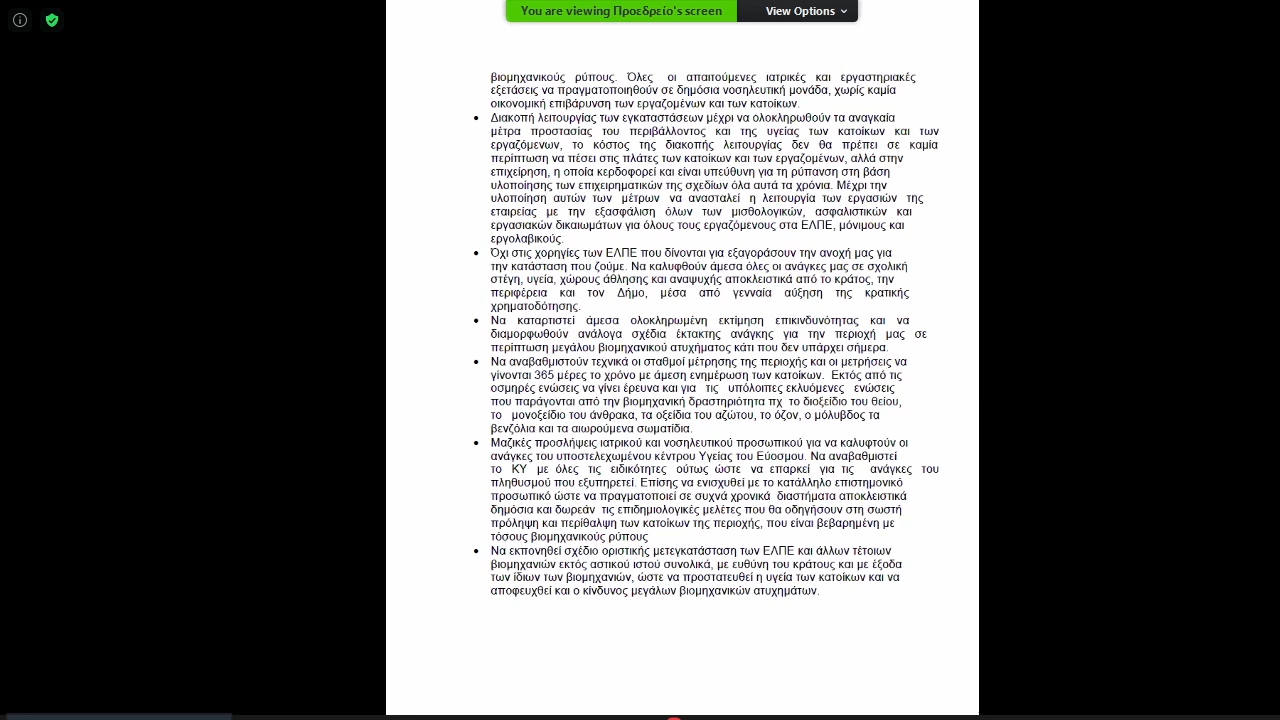 You are viewing Προεδρείο's screen
View Options
βιομηχανικούς ρύπους. Όλες οι απαιτούμενες ιατρικές και εργαστηριακές
εξετάσεις να πραγματοποιηθούν σε δημόσια νοσηλευτική μονάδα, χωρίς καμία
οικονομική επιβάρυνση των εργαζομένων και των κατοίκων.
• Διακοπή λειτουργίας των εγκαταστάσεων μέχρι να ολοκληρωθούν τα αναγκαία
μέτρα προστασίας του περιβάλλοντος και της υγείας των κατοίκων και των
εργαζόμενων, το κόστος της διακοπής λειτουργίας δεν θα πρέπει σε καμία
περίπτωση να πέσει στις πλάτες των κατοίκων και των εργαζομένων, αλλά στην
επιχείρηση, η οποία κερδοφορεί και είναι υπεύθυνη για τη ρύπανση στη βάση
υλοποίησης των επιχειρηματικών της σχεδίων όλα αυτά τα χρόνια. Μέχρι την
υλοποίηση αυτών των μέτρων να ανασταλεί η λειτουργία των εργασιών της
εταιρείας με την εξασφάλιση όλων των μισθολογικών, ασφαλιστικών και
εργασιακών δικαιωμάτων για όλους τους εργαζόμενους στα ΕΛΠΕ, μόνιμους και
εργολαβικούς.
• Όχι στις χορηγίες των ΕΛΠΕ που δίνονται για εξαγοράσουν την ανοχή μας για
την κατάσταση που ζούμε. Να καλυφθούν άμεσα όλες οι ανάγκες μας σε σχολική
στέγη, υγεία, χώρους άθλησης και αναψυχής αποκλειστικά από το κράτος, την
περιφέρεια και τον Δήμο, μέσα από γενναία αύξηση της κρατικής
χρηματοδότησης.
• Να καταρτιστεί άμεσα ολοκληρωμένη εκτίμηση επικινδυνότητας και να
διαμορφωθούν ανάλογα σχέδια έκτακτης ανάγκης για την περιοχή μας σε
περίπτωση μεγάλου βιομηχανικού ατυχήματος κάτι που δεν υπάρχει σήμερα.
• Να αναβαθμιστούν τεχνικά οι σταθμοί μέτρησης της περιοχής και οι μετρήσεις να
γίνονται 365 μέρες το χρόνο με άμεση ενημέρωση των κατοίκων. Εκτός από τις
οσμηρές ενώσεις να γίνει έρευνα και για τις υπόλοιπες εκλυόμενες ενώσεις
που παράγονται από την βιομηχανική δραστηριότητα πχ το διοξείδιο του θείου,
το μονοξείδιο του άνθρακα, τα οξείδια του αζώτου, το όζον, ο μόλυβδος τα
βενζόλια και τα αιωρούμενα σωματίδια.
• Μαζικές προσλήψεις ιατρικού και νοσηλευτικού προσωπικού για να καλυφτούν οι
ανάγκες του υποστελεχωμένου κέντρου Υγείας του Εύοσμου. Να αναβαθμιστεί
το ΚΥ με όλες τις ειδικότητες ούτως ώστε να επαρκεί για τις ανάγκες του
πληθυσμού που εξυπηρετεί. Επίσης να ενισχυθεί με το κατάλληλο επιστημονικό
προσωπικό ώστε να πραγματοποιεί σε συχνά χρονικά διαστήματα αποκλειστικά
δημόσια και δωρεάν τις επιδημιολογικές μελέτες που θα οδηγήσουν στη σωστή
πρόληψη και περίθαλψη των κατοίκων της περιοχής, που είναι βεβαρημένη με
τόσους βιομηχανικούς ρύπους
• Να εκπονηθεί σχέδιο οριστικής μετεγκατάσταση των ΕΛΠΕ και άλλων τέτοιων
βιομηχανιών εκτός αστικού ιστού συνολικά, με ευθύνη του κράτους και με έξοδα
των ίδιων των βιομηχανιών, ώστε να προστατευθεί η υγεία των κατοίκων και να
αποφευχθεί και ο κίνδυνος μεγάλων βιομηχανικών ατυχημάτων.